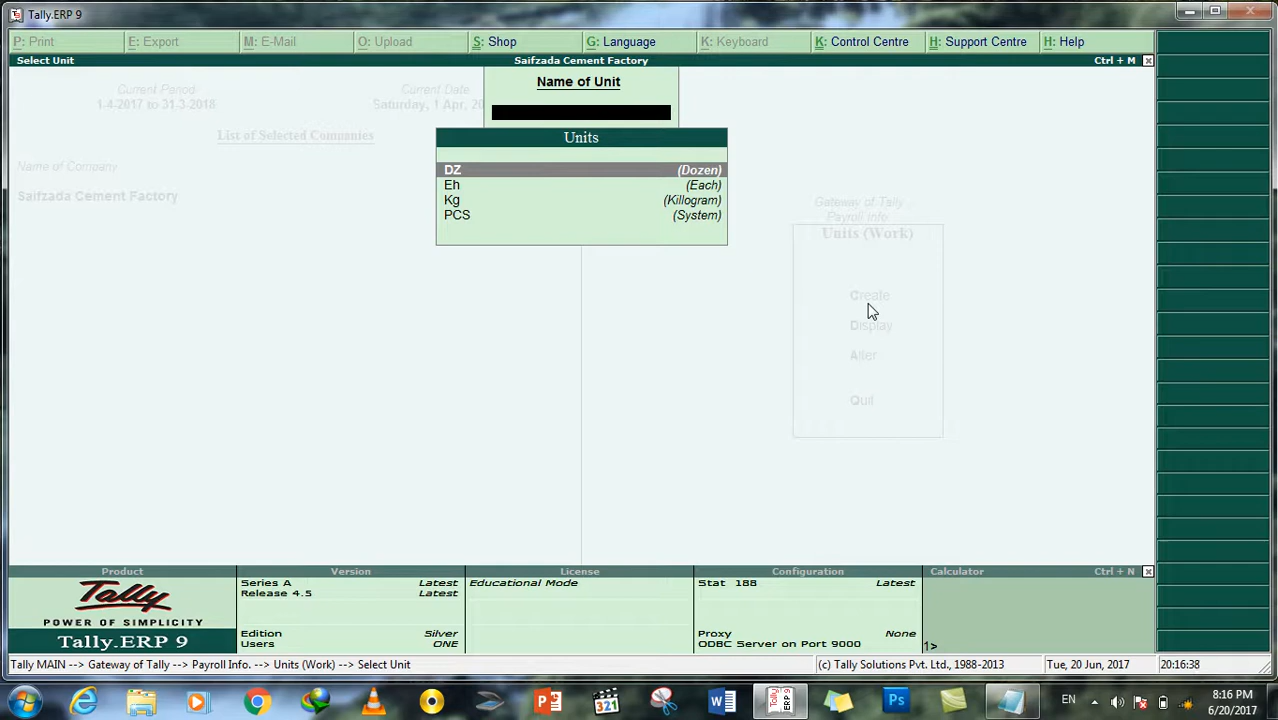 Tally.ERP 9
P: Print
E: Export
M: E-Mail
O: Upload
S: Shop
G: Language
K: Keyboard
K: Control Centre
H: Support Centre
H: Help
Select Unit
Saifzada Cement Factory
Ctrl + M
Current Period
1-4-2017 to 31-3-2018
Current Date
Saturday, 1 Apr, 20
List of Selected Companies
Name of Company
Saifzada Cement Factory
Name of Unit
Units
DZ (Dozen)
Eh (Each)
Kg (Killogram)
PCS (System)
Gateway of Tally ...
Payroll Info.
Units (Work)
Create
Display
Alter
Quit
Product
Tally
POWER OF SIMPLICITY
Tally.ERP 9
Version
Series A Latest
Release 4.5 Latest
Edition Silver
Users ONE
License
Educational Mode
Configuration
Stat 188 Latest
Proxy None
ODBC Server on Port 9000
Calculator
Ctrl + N
1>
Tally MAIN --> Gateway of Tally --> Payroll Info. --> Units (Work) --> Select Unit
(c) Tally Solutions Pvt. Ltd., 1988-2013
Tue, 20 Jun, 2017
20:16:38
321
Ps
EN
8:16 PM
6/20/2017